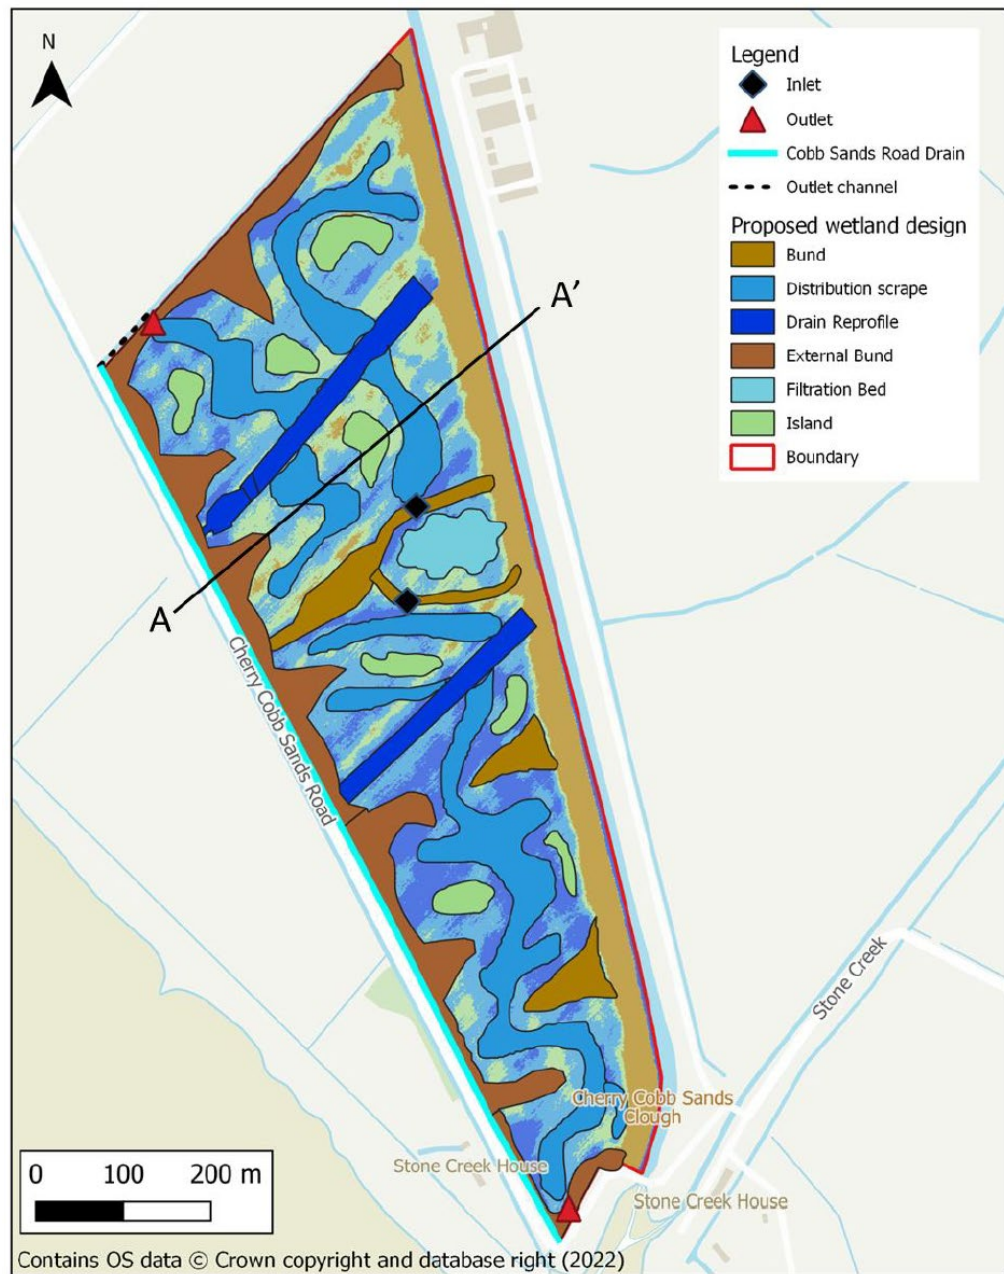 N
Legend
Inlet
Outlet
Cobb Sands Road Drain
Outlet channel
Proposed wetland design
Bund
Distribution scrape
Drain Reprofile
External Bund
Filtration Bed
Island
Boundary
A'
A
Cherry Cobb Sands Road
Stone Creek
Cherry Cobb Sands
Clough
Stone Creek House
Stone Creek House
0 100 200 m
Contains OS data © Crown copyright and database right (2022)